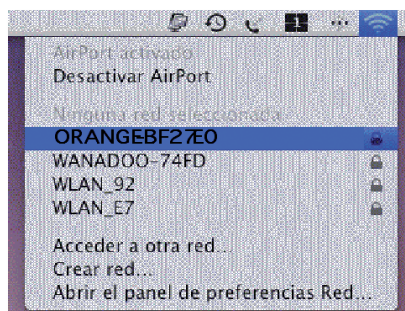 AirPort activado
Desactivar AirPort
Ninguna red seleccionada
ORANGEBF27E0
WANADOO-74FD
WLAN_92
WLAN_E7
Acceder a otra red...
Crear red...
Abrir el panel de preferencias Red...